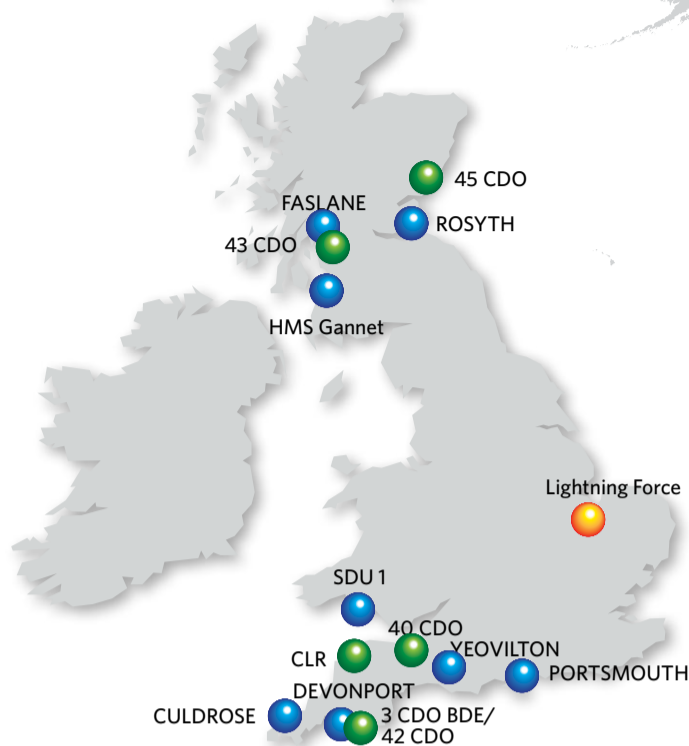 45 CDO
FASLANE
ROSYTH
43 CDO
HMS Gannet
Lightning Force
SDU 1
40 CDO
YEOVILTON
CLR
PORTSMOUTH
DEVONPORT
CULDROSE
3 CDO BDE/
42 CDO